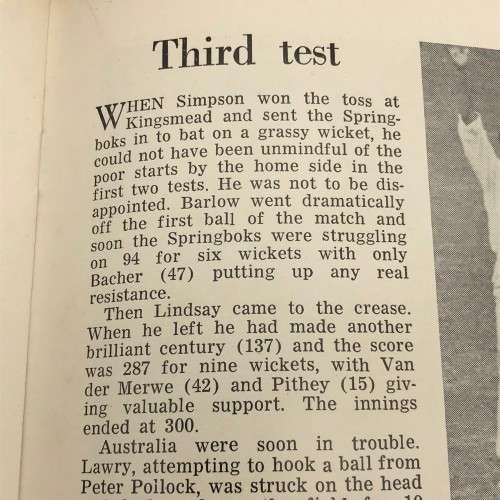 Third test
WHEN Simpson won the toss at
Kingsmead and sent the Spring-
boks in to bat on a grassy wicket, he
could not have been unmindful of the
poor starts by the home side in the
first two tests. He was not to be dis-
appointed. Barlow went dramatically
off the first ball of the match and
soon the Springboks were struggling
on 94 for six wickets with only
Bacher (47) putting up any real
resistance.
Then Lindsay came to the crease.
When he left he had made another
brilliant century (137) and the score
was 287 for nine wickets, with Van
der Merwe (42) and Pithey (15) giv-
ing valuable support. The innings
ended at 300.
Australia were soon in trouble.
Lawry, attempting to hook a ball from
Peter Pollock, was struck on the head